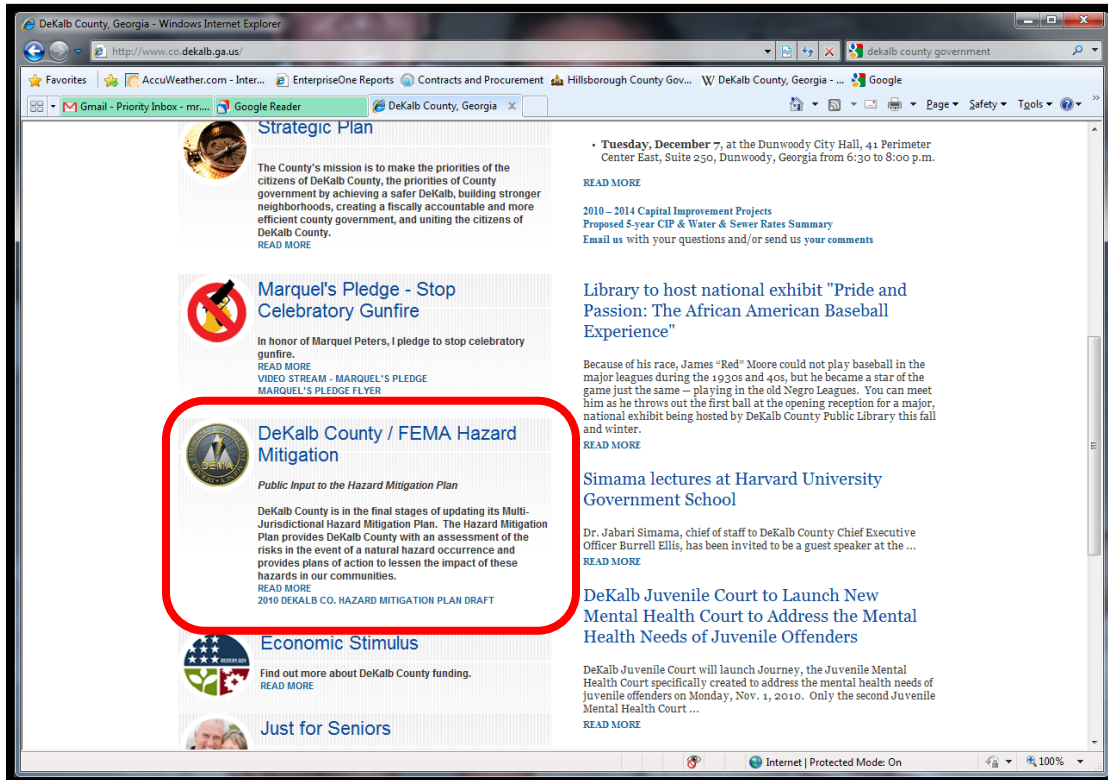 DeKalb County, Georgia - Windows Internet Explorer
http://www.co.dekalb.ga.us/
dekalb county government
Favorites
AccuWeather.com - Inter...
EnterpriseOne Reports
Contracts and Procurement
Hillsborough County Gov...
DeKalb County, Georgia - ...
Google
Gmail - Priority Inbox - mr....
Google Reader
DeKalb County, Georgia
x
Page
Safety
Tools
Strategic Plan
The County's mission is to make the priorities of the
citizens of DeKalb County, the priorities of County
government by achieving a safer DeKalb, building stronger
neighborhoods, creating a fiscally accountable and more
efficient county government, and uniting the citizens of
DeKalb County.
READ MORE
Marquel's Pledge - Stop
Celebratory Gunfire
In honor of Marquel Peters, I pledge to stop celebratory
gunfire.
READ MORE
VIDEO STREAM - MARQUEL'S PLEDGE
MARQUEL'S PLEDGE FLYER
DEMA
DeKalb County / FEMA Hazard
Mitigation
Public Input to the Hazard Mitigation Plan
DeKalb County is in the final stages of updating its Multi-
Jurisdictional Hazard Mitigation Plan. The Hazard Mitigation
Plan provides DeKalb County with an assessment of the
risks in the event of a natural hazard occurrence and
provides plans of action to lessen the impact of these
hazards in our communities.
READ MORE
2010 DEKALB CO. HAZARD MITIGATION PLAN DRAFT
Economic Stimulus
Find out more about DeKalb County funding.
READ MORE
Just for Seniors
• Tuesday, December 7, at the Dunwoody City Hall, 41 Perimeter
Center East, Suite 250, Dunwoody, Georgia from 6:30 to 8:00 p.m.
READ MORE
2010 – 2014 Capital Improvement Projects
Proposed 5-year CIP & Water & Sewer Rates Summary
Email us with your questions and/or send us your comments
Library to host national exhibit "Pride and
Passion: The African American Baseball
Experience"
Because of his race, James “Red” Moore could not play baseball in the
major leagues during the 1930s and 40s, but he became a star of the
game just the same – playing in the old Negro Leagues. You can meet
him as he throws out the first ball at the opening reception for a major,
national exhibit being hosted by DeKalb County Public Library this fall
and winter.
READ MORE
Simama lectures at Harvard University
Government School
Dr. Jabari Simama, chief of staff to DeKalb County Chief Executive
Officer Burrell Ellis, has been invited to be a guest speaker at the ...
READ MORE
DeKalb Juvenile Court to Launch New
Mental Health Court to Address the Mental
Health Needs of Juvenile Offenders
DeKalb Juvenile Court will launch Journey, the Juvenile Mental
Health Court specifically created to address the mental health needs of
juvenile offenders on Monday, Nov. 1, 2010. Only the second Juvenile
Mental Health Court ...
READ MORE
Internet | Protected Mode: On
100%